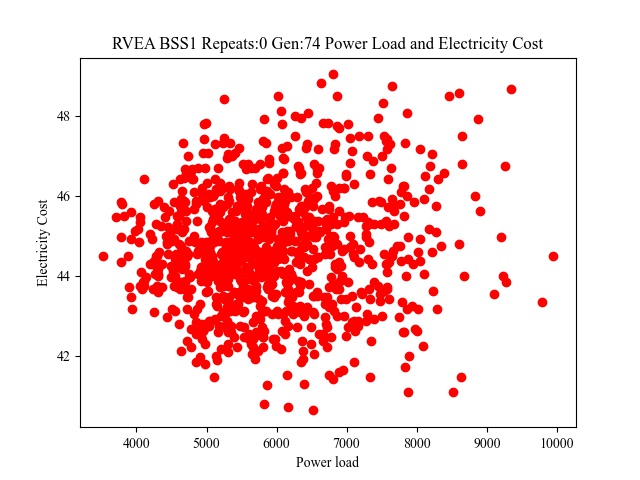 RVEA BSS1 Repeats:0 Gen:74 Power Load and Electricity Cost
48
46
44
42
Electricity Cost
4000 5000 6000 7000 8000 9000 10000
Power load